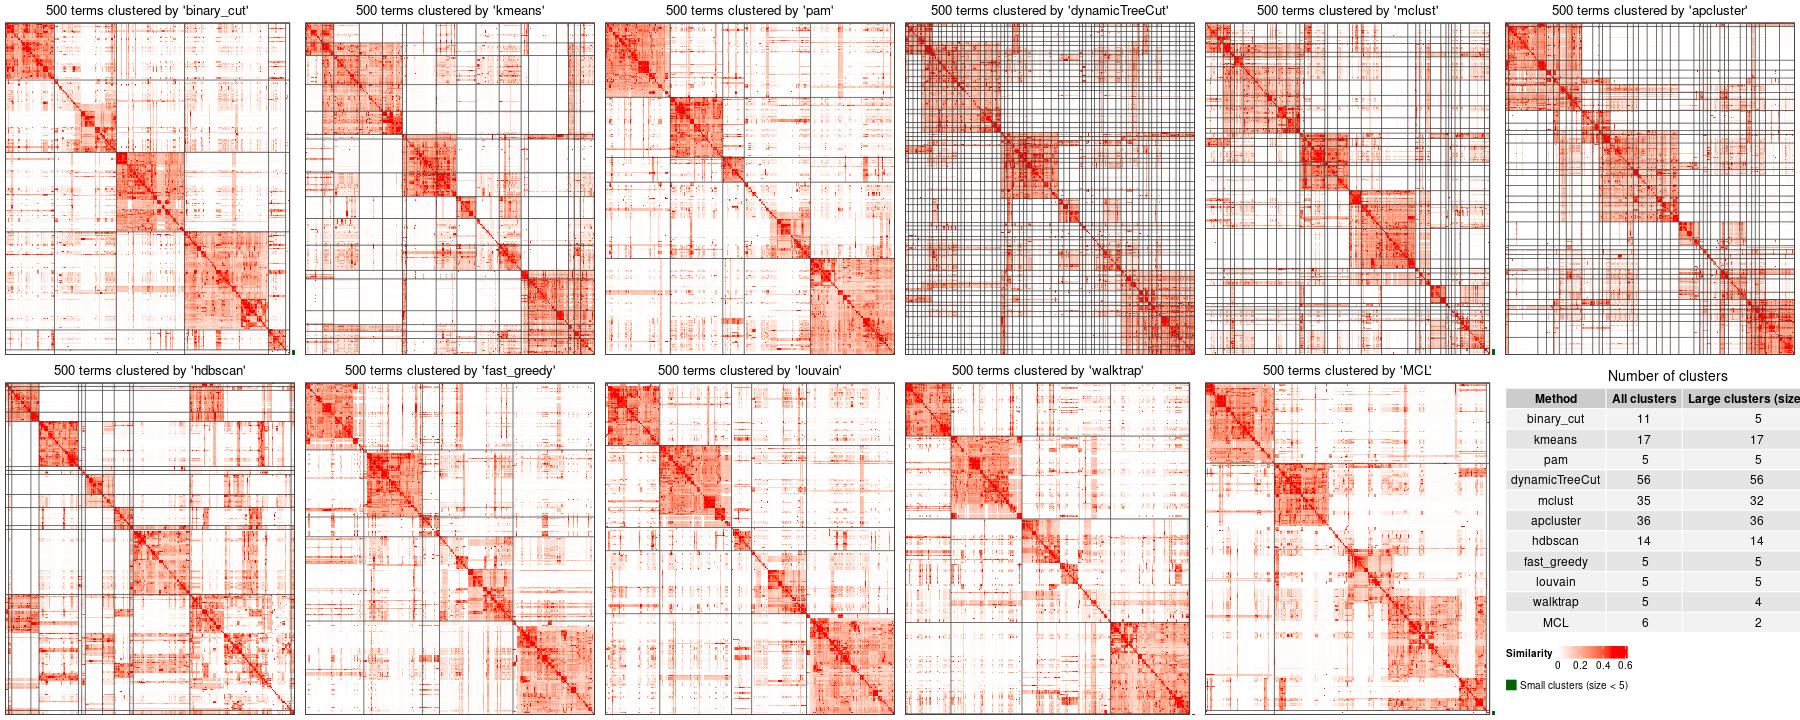 500 terms clustered by 'binary_cut'
500 terms clustered by 'kmeans'
500 terms clustered by 'pam'
500 terms clustered by 'dynamicTreeCut'
500 terms clustered by 'mclust'
500 terms clustered by 'apcluster'
500 terms clustered by 'hdbscan'
500 terms clustered by 'fast_greedy'
500 terms clustered by 'louvain'
500 terms clustered by 'walktrap'
500 terms clustered by 'MCL'
Number of clusters
Method All clusters Large clusters (size
binary_cut 11 5
kmeans 17 17
pam 5 5
dynamicTreeCut 56 56
mclust 35 32
apcluster 36 36
hdbscan 14 14
fast_greedy 5 5
louvain 5 5
walktrap 5 4
MCL 6 2
Similarity
0 0.2 0.4 0.6
Small clusters (size < 5)